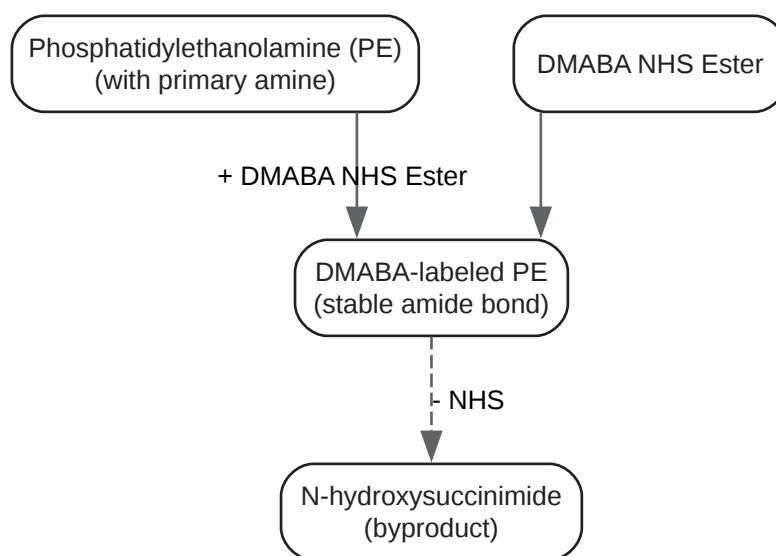 Phosphatidylethanolamine (PE)
(with primary amine)
DMABA NHS Ester
+ DMABA NHS Ester
DMABA-labeled PE
(stable amide bond)
- NHS
N-hydroxysuccinimide
(byproduct)